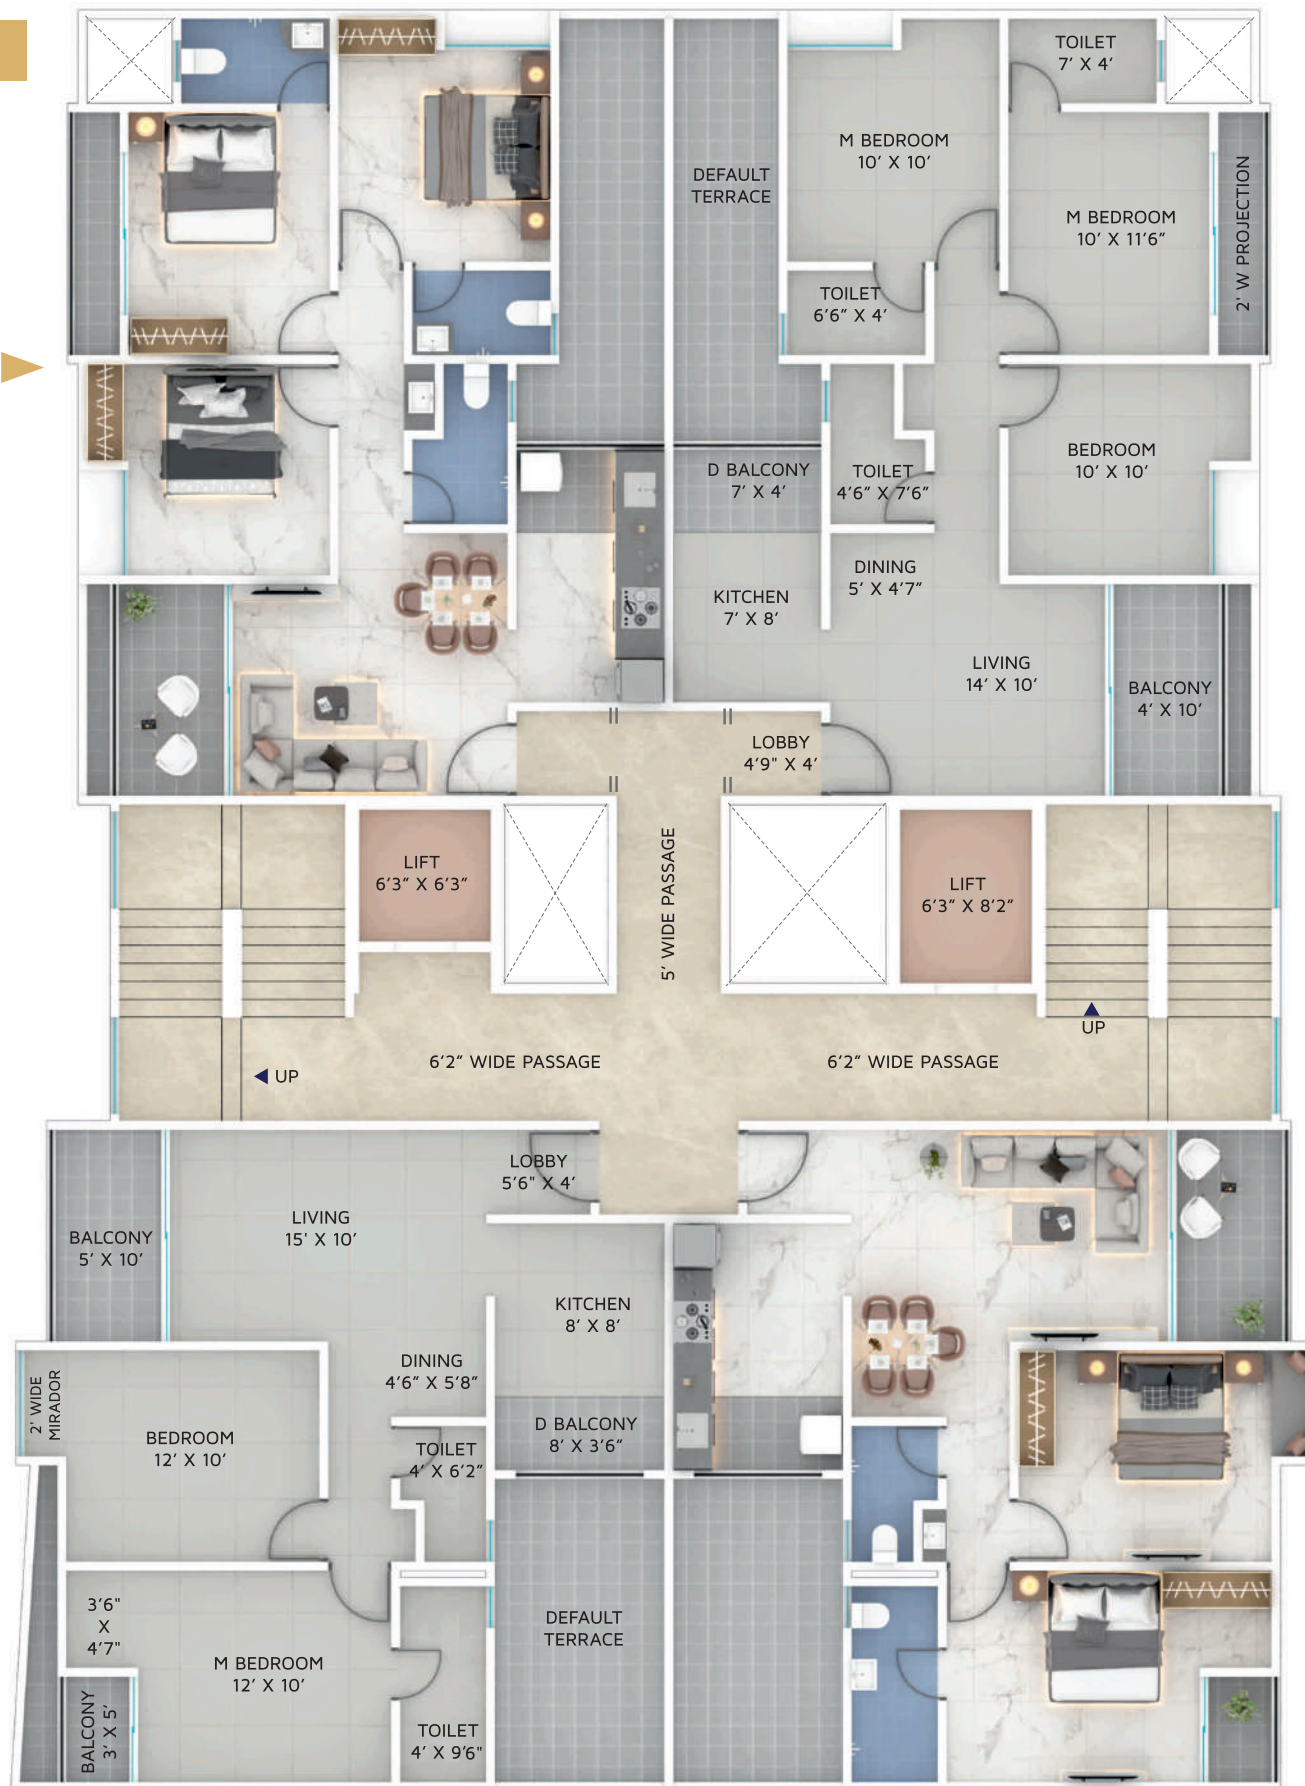 TOILET
7' X 4'
M BEDROOM
10' X 10'
DEFAULT
TERRACE
M BEDROOM
10' X 11'6"
2' W PROJECTION
TOILET
6'6" X 4'
BEDROOM
10' X 10'
D BALCONY
7' X 4'
TOILET
4'6" X 7'6"
DINING
5' X 4'7"
KITCHEN
7' X 8'
LIVING
14' X 10'
BALCONY
4' X 10'
LOBBY
4'9" X 4'
5' WIDE PASSAGE
LIFT
6'3" X 6'3"
LIFT
6'3" X 8'2"
UP
6'2" WIDE PASSAGE
6'2" WIDE PASSAGE
UP
LOBBY
5'6" X 4'
LIVING
15' X 10'
BALCONY
5' X 10'
KITCHEN
8' X 8'
DINING
4'6" X 5'8"
2' WIDE
MIRADOR
BEDROOM
12' X 10'
D BALCONY
8' X 3'6"
TOILET
4' X 6'2"
3'6"
X
4'7"
DEFAULT
TERRACE
M BEDROOM
12' X 10'
BALCONY
3' X 5'
TOILET
4' X 9'6"